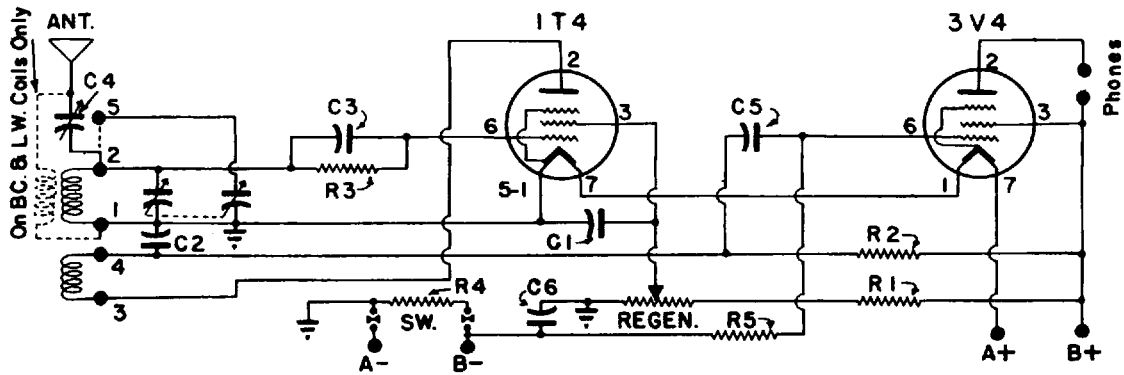 On BC. & L.W. Coils Only
ANT.
1T4
3V4
C4
5
2
2
2
C3
3
C5
3
Phones
6
6
2
R3
5-1
7
1
7
1
C2
C1
R2
4
3
R4
C6
R1
SW.
REGEN.
R5
A-
B-
A+
B+